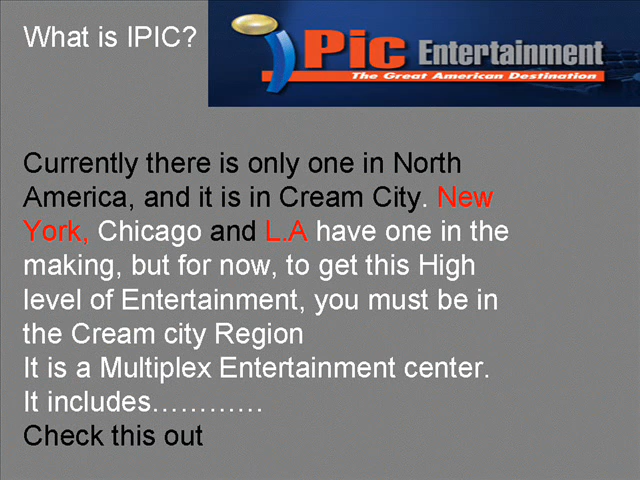 What is IPIC?
iPic Entertainment
The Great American Destination
Currently there is only one in North
America, and it is in Cream City. New
York, Chicago and L.A have one in the
making, but for now, to get this High
level of Entertainment, you must be in
the Cream city Region
It is a Multiplex Entertainment center.
It includes…………
Check this out